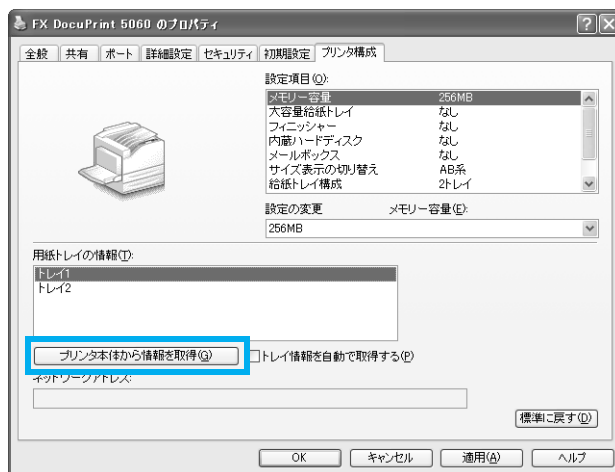 FX DocuPrint 5060 のプロパティ
全般 共有 ポート 詳細設定 セキュリティ 初期設定 プリンタ構成
設定項目(O):
メモリー容量 256MB
大容量給紙トレイ なし
フィニッシャー なし
内蔵ハードディスク なし
メールボックス なし
サイズ表示の切り替え AB系
給紙トレイ構成 2トレイ
設定の変更 メモリー容量(E):
256MB
用紙トレイの情報(T):
トレイ1
トレイ2
プリンタ本体から情報を取得(G) トレイ情報を自動で取得する(P)
ネットワークアドレス:
標準に戻す(D)
OK キャンセル 適用(A) ヘルプ